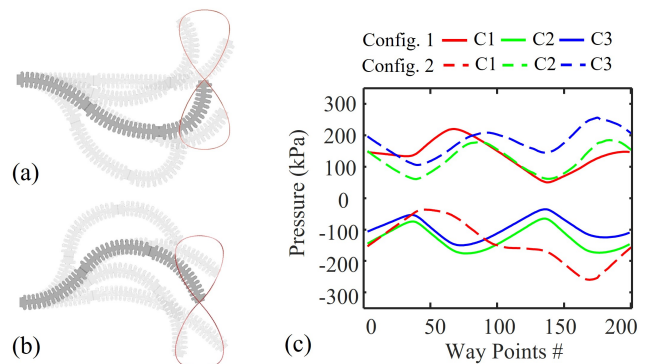 (a)
(b)
Config. 1 C1 C2 C3
Config. 2 C1 C2 C3
300
200
100
0
-100
-200
-300
Pressure (kPa)
0 50 100 150 200
Way Points #
(c)